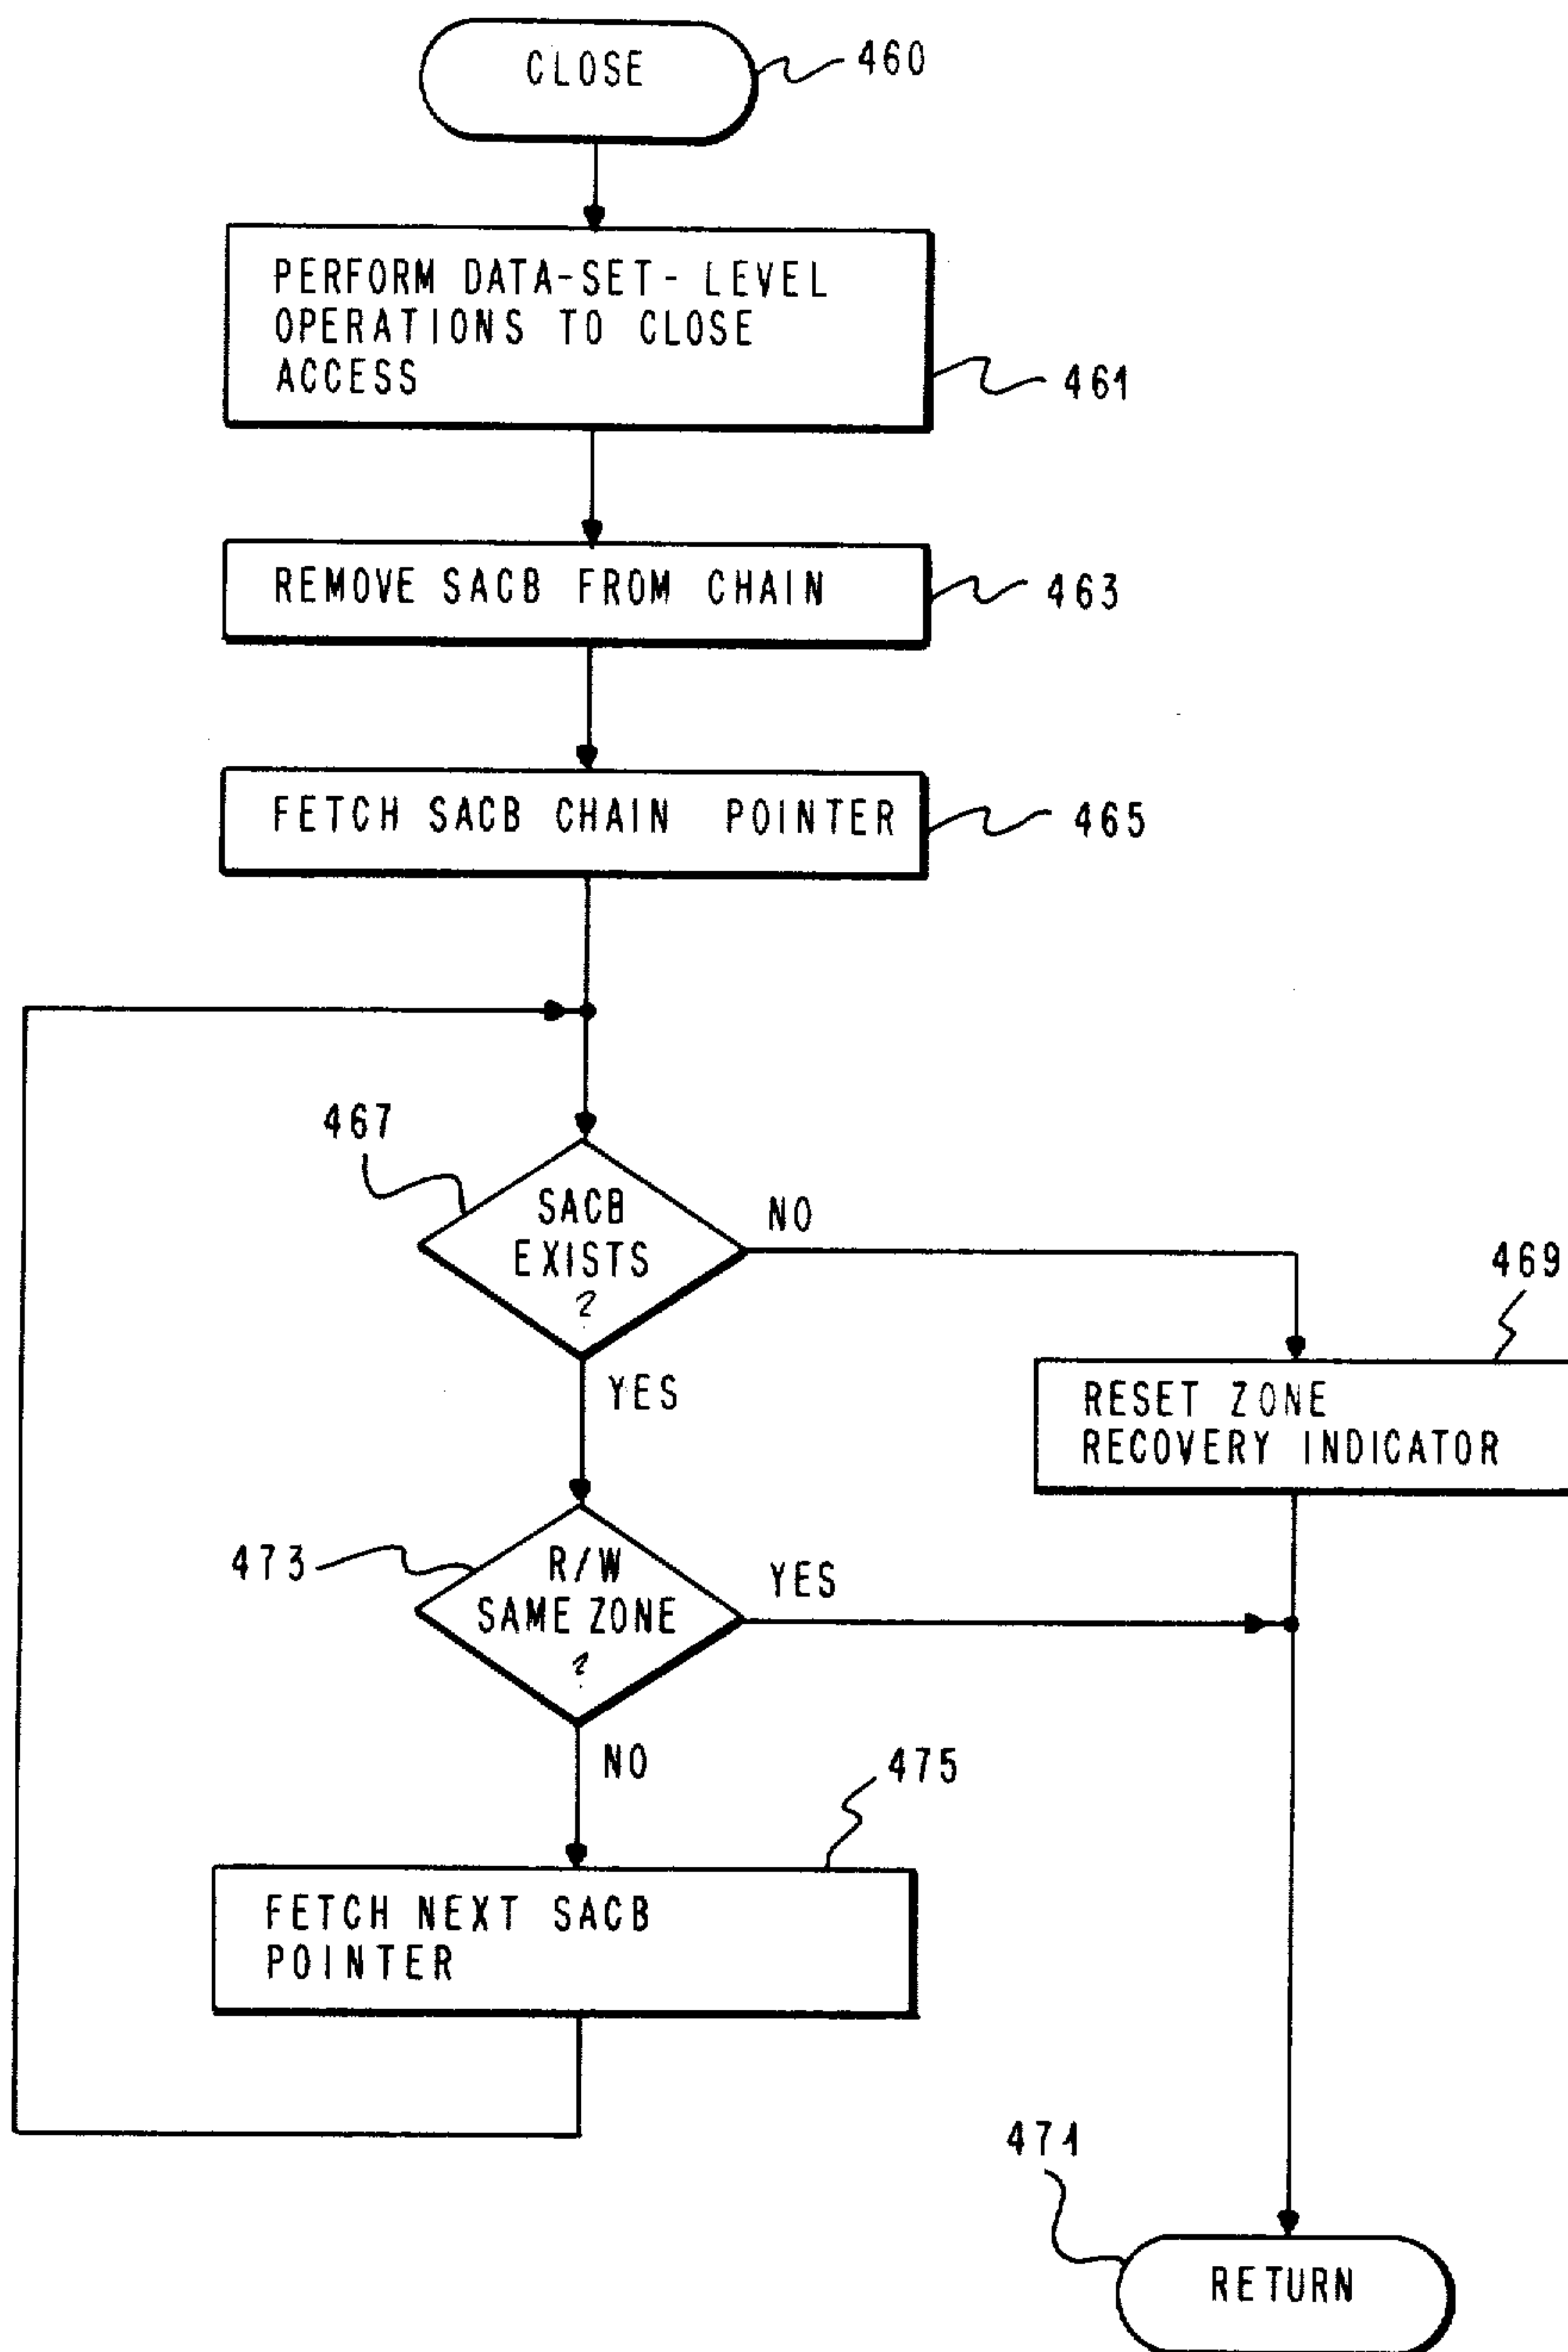 CLOSE
460
PERFORM DATA-SET-LEVEL
OPERATIONS TO CLOSE
ACCESS
461
REMOVE SACB FROM CHAIN
463
FETCH SACB CHAIN POINTER
465
467
SACB
EXISTS
?
NO
YES
469
RESET ZONE
RECOVERY INDICATOR
473
R/W
SAME ZONE
?
YES
NO
475
FETCH NEXT SACB
POINTER
471
RETURN